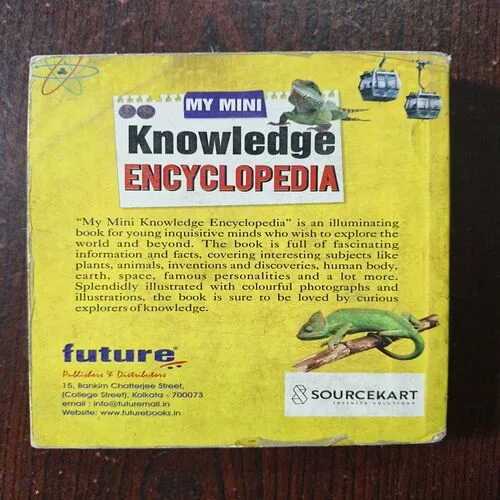 MY MINI
Knowledge
ENCYCLOPEDIA
“My Mini Knowledge Encyclopedia” is an illuminating
book for young inquisitive minds who wish to explore the
world and beyond. The book is full of fascinating
information and facts, covering interesting subjects like
plants, animals, inventions and discoveries, human body,
earth, space, famous personalities and a lot more.
Splendidly illustrated with colourful photographs and
illustrations, the book is sure to be loved by curious
explorers of knowledge.
future®
Publishers & Distributors
15, Bankim Chatterjee Street,
(College Street), Kolkata - 700073
email : info@futuremail.in
Website: www.futurebooks.in
SOURCEKART
INFINITE SOLUTIONS